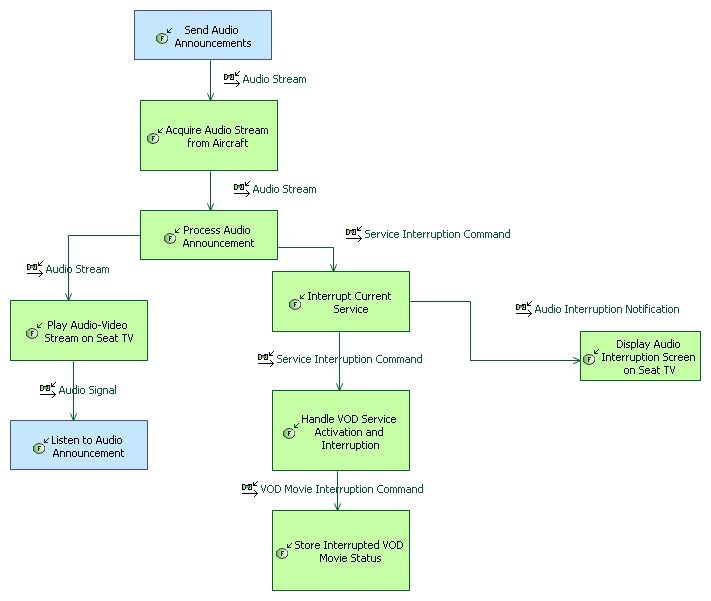 Send Audio
Announcements
Audio Stream
Acquire Audio Stream
from Aircraft
Audio Stream
Process Audio
Announcement
Service Interruption Command
Audio Stream
Interrupt Current
Service
Audio Interruption Notification
Play Audio-Video
Stream on Seat TV
Display Audio
Interruption Screen
on Seat TV
Service Interruption Command
Audio Signal
Handle VOD Service
Activation and
Interruption
Listen to Audio
Announcement
VOD Movie Interruption Command
Store Interrupted VOD
Movie Status